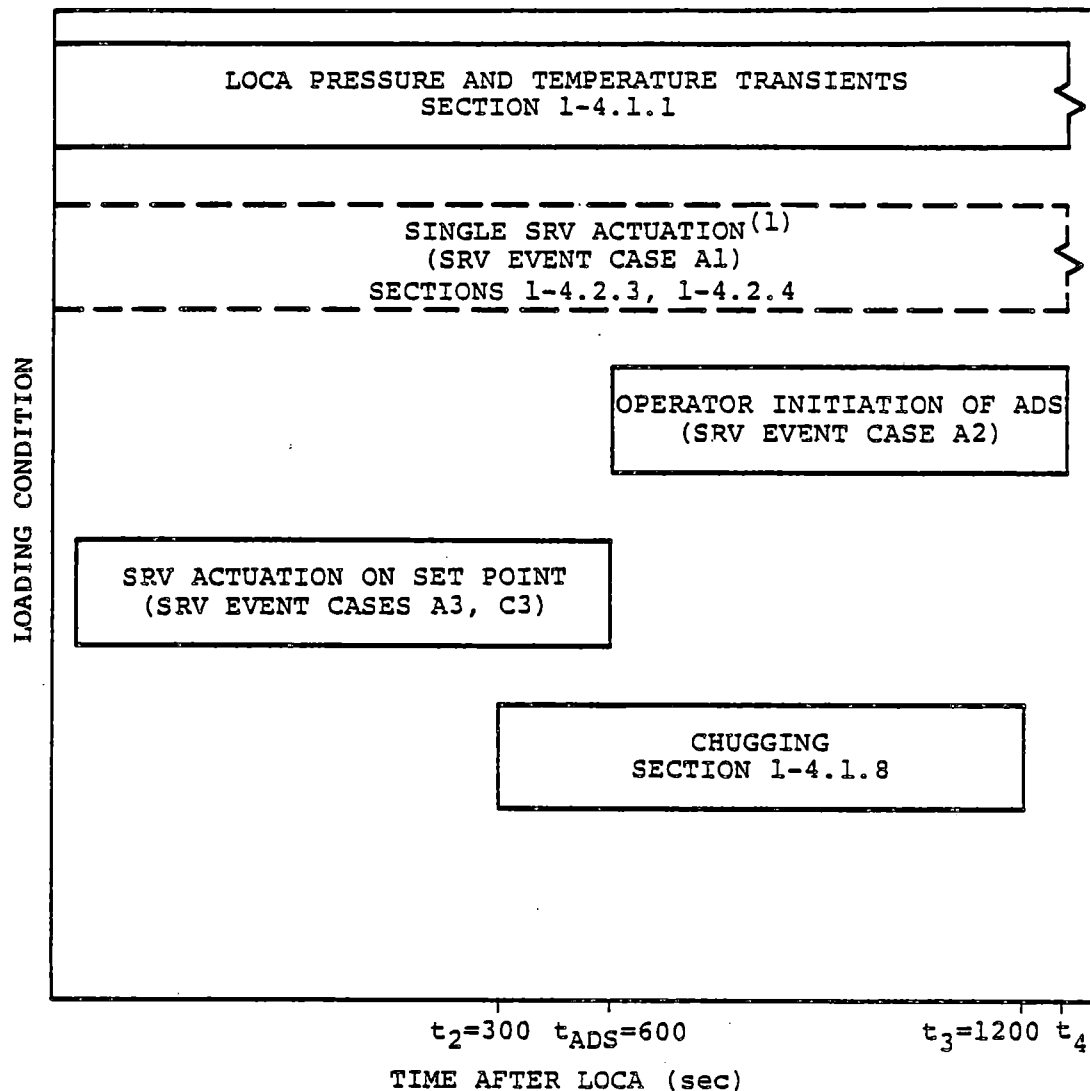 LOCA PRESSURE AND TEMPERATURE TRANSIENTS
SECTION 1-4.1.1
SINGLE SRV ACTUATION(1)
(SRV EVENT CASE A1)
SECTIONS 1-4.2.3, 1-4.2.4
OPERATOR INITIATION OF ADS
(SRV EVENT CASE A2)
SRV ACTUATION ON SET POINT
(SRV EVENT CASES A3, C3)
CHUGGING
SECTION 1-4.1.8
LOADING CONDITION
t2=300 tADS=600 t3=1200 t4
TIME AFTER LOCA (sec)